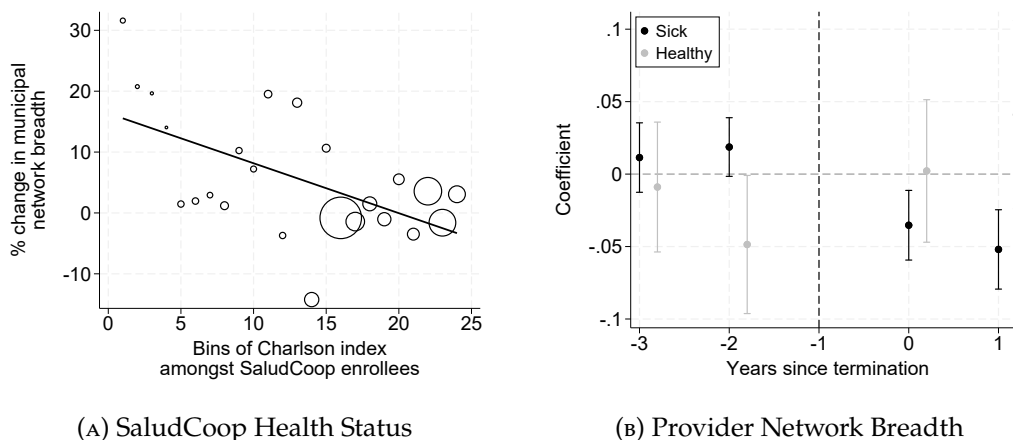 % change in municipal
network breadth
30
20
10
0
-10
0 5 10 15 20 25
Bins of Charlson index
amongst SaludCoop enrollees
(A) SaludCoop Health Status
Sick
Healthy
Coefficient
.1
.05
0
-.05
-.1
-3 -2 -1 0 1
Years since termination
(B) Provider Network Breadth